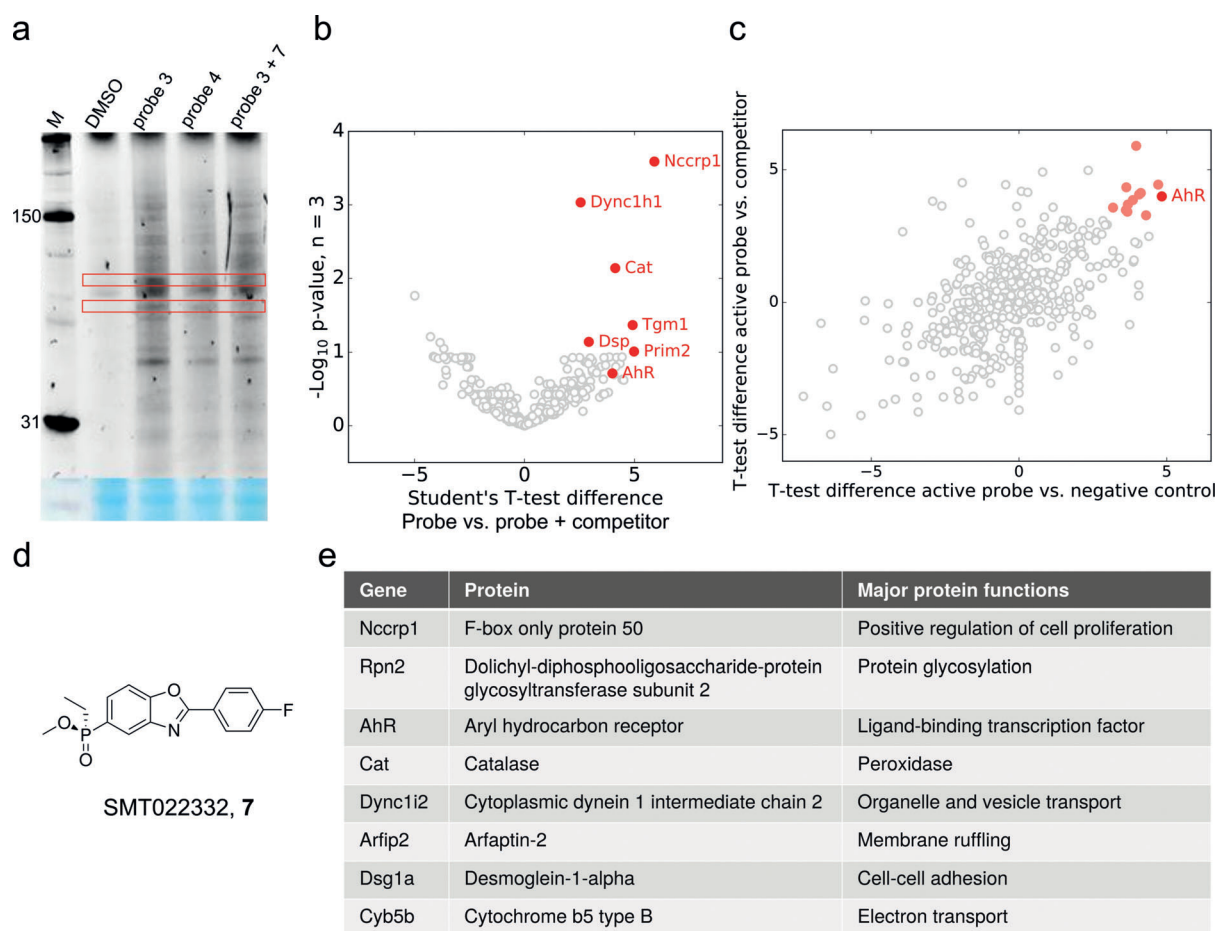 a
M
DMSO
probe 3
probe 4
probe 3 + 7
150
31
b
-Log10 p-value, n = 3
4
3
2
1
0
Nccrp1
Dync1h1
Cat
Tgm1
Dsp
Prim2
AhR
−5
0
5
Student's T-test difference
Probe vs. probe + competitor
c
T-test difference active probe vs. competitor
5
0
−5
AhR
−5
0
5
T-test difference active probe vs. negative control
d
O
N
F
O
P
O
SMT022332, 7
e
Gene Protein Major protein functions
Nccrp1 F-box only protein 50 Positive regulation of cell proliferation
Rpn2 Dolichyl-diphosphooligosaccharide-protein glycosyltransferase subunit 2 Protein glycosylation
AhR Aryl hydrocarbon receptor Ligand-binding transcription factor
Cat Catalase Peroxidase
Dync1i2 Cytoplasmic dynein 1 intermediate chain 2 Organelle and vesicle transport
Arfip2 Arfaptin-2 Membrane ruffling
Dsg1a Desmoglein-1-alpha Cell-cell adhesion
Cyb5b Cytochrome b5 type B Electron transport